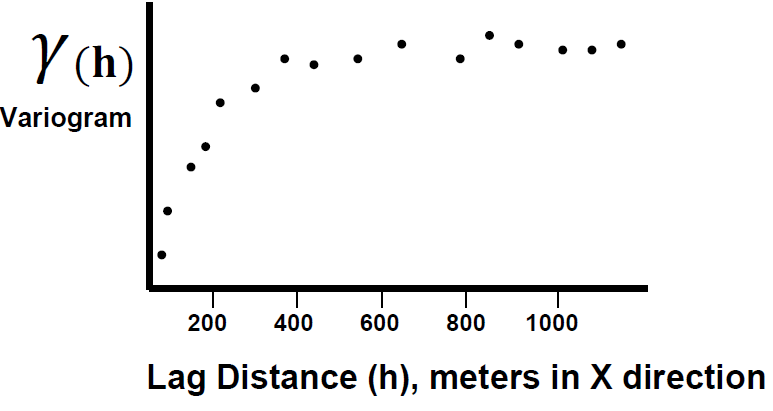 γ (h)
Variogram
200 400 600 800 1000
Lag Distance (h), meters in X direction